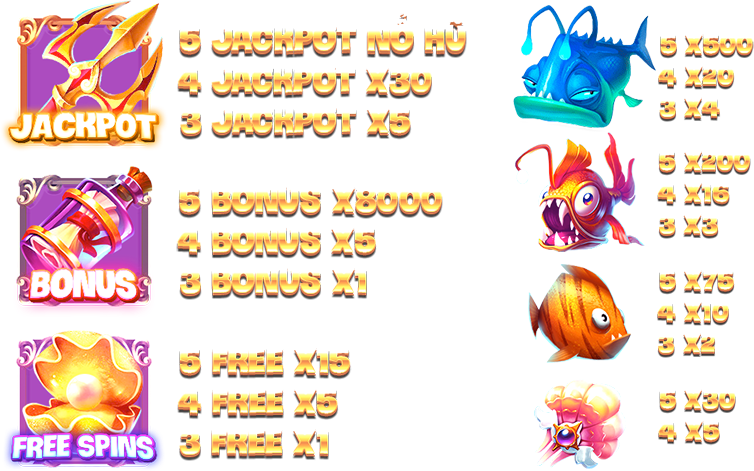 JACKPOT
5 JACKPOT NỔ HŨ
4 JACKPOT X30
3 JACKPOT X5
BONUS
5 BONUS X8000
4 BONUS X5
3 BONUS X1
FREE SPINS
5 FREE X15
4 FREE X5
3 FREE X1
5 X500
4 X20
3 X4
5 X200
4 X16
3 X3
5 X75
4 X10
3 X2
5 X30
4 X5